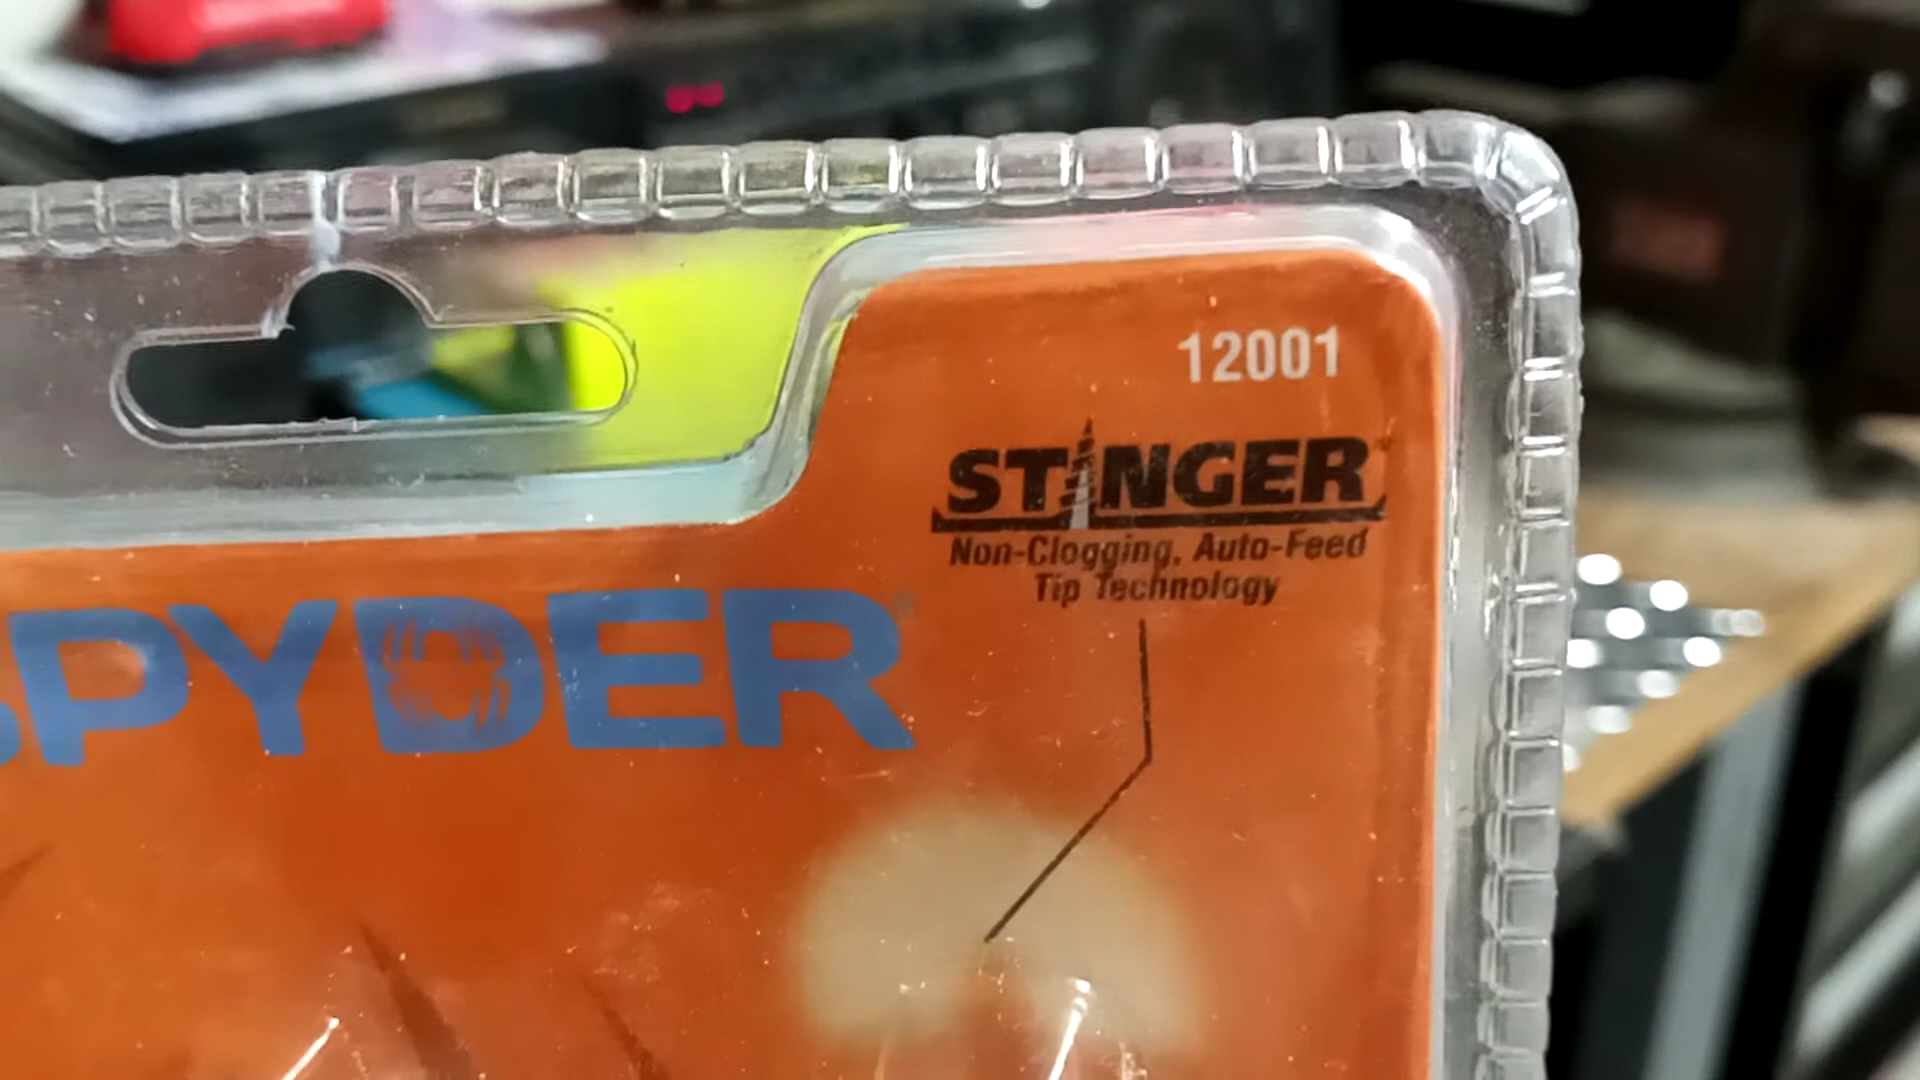 12001
STINGER
Non-Clogging, Auto-Feed
Tip Technology
SPYDER